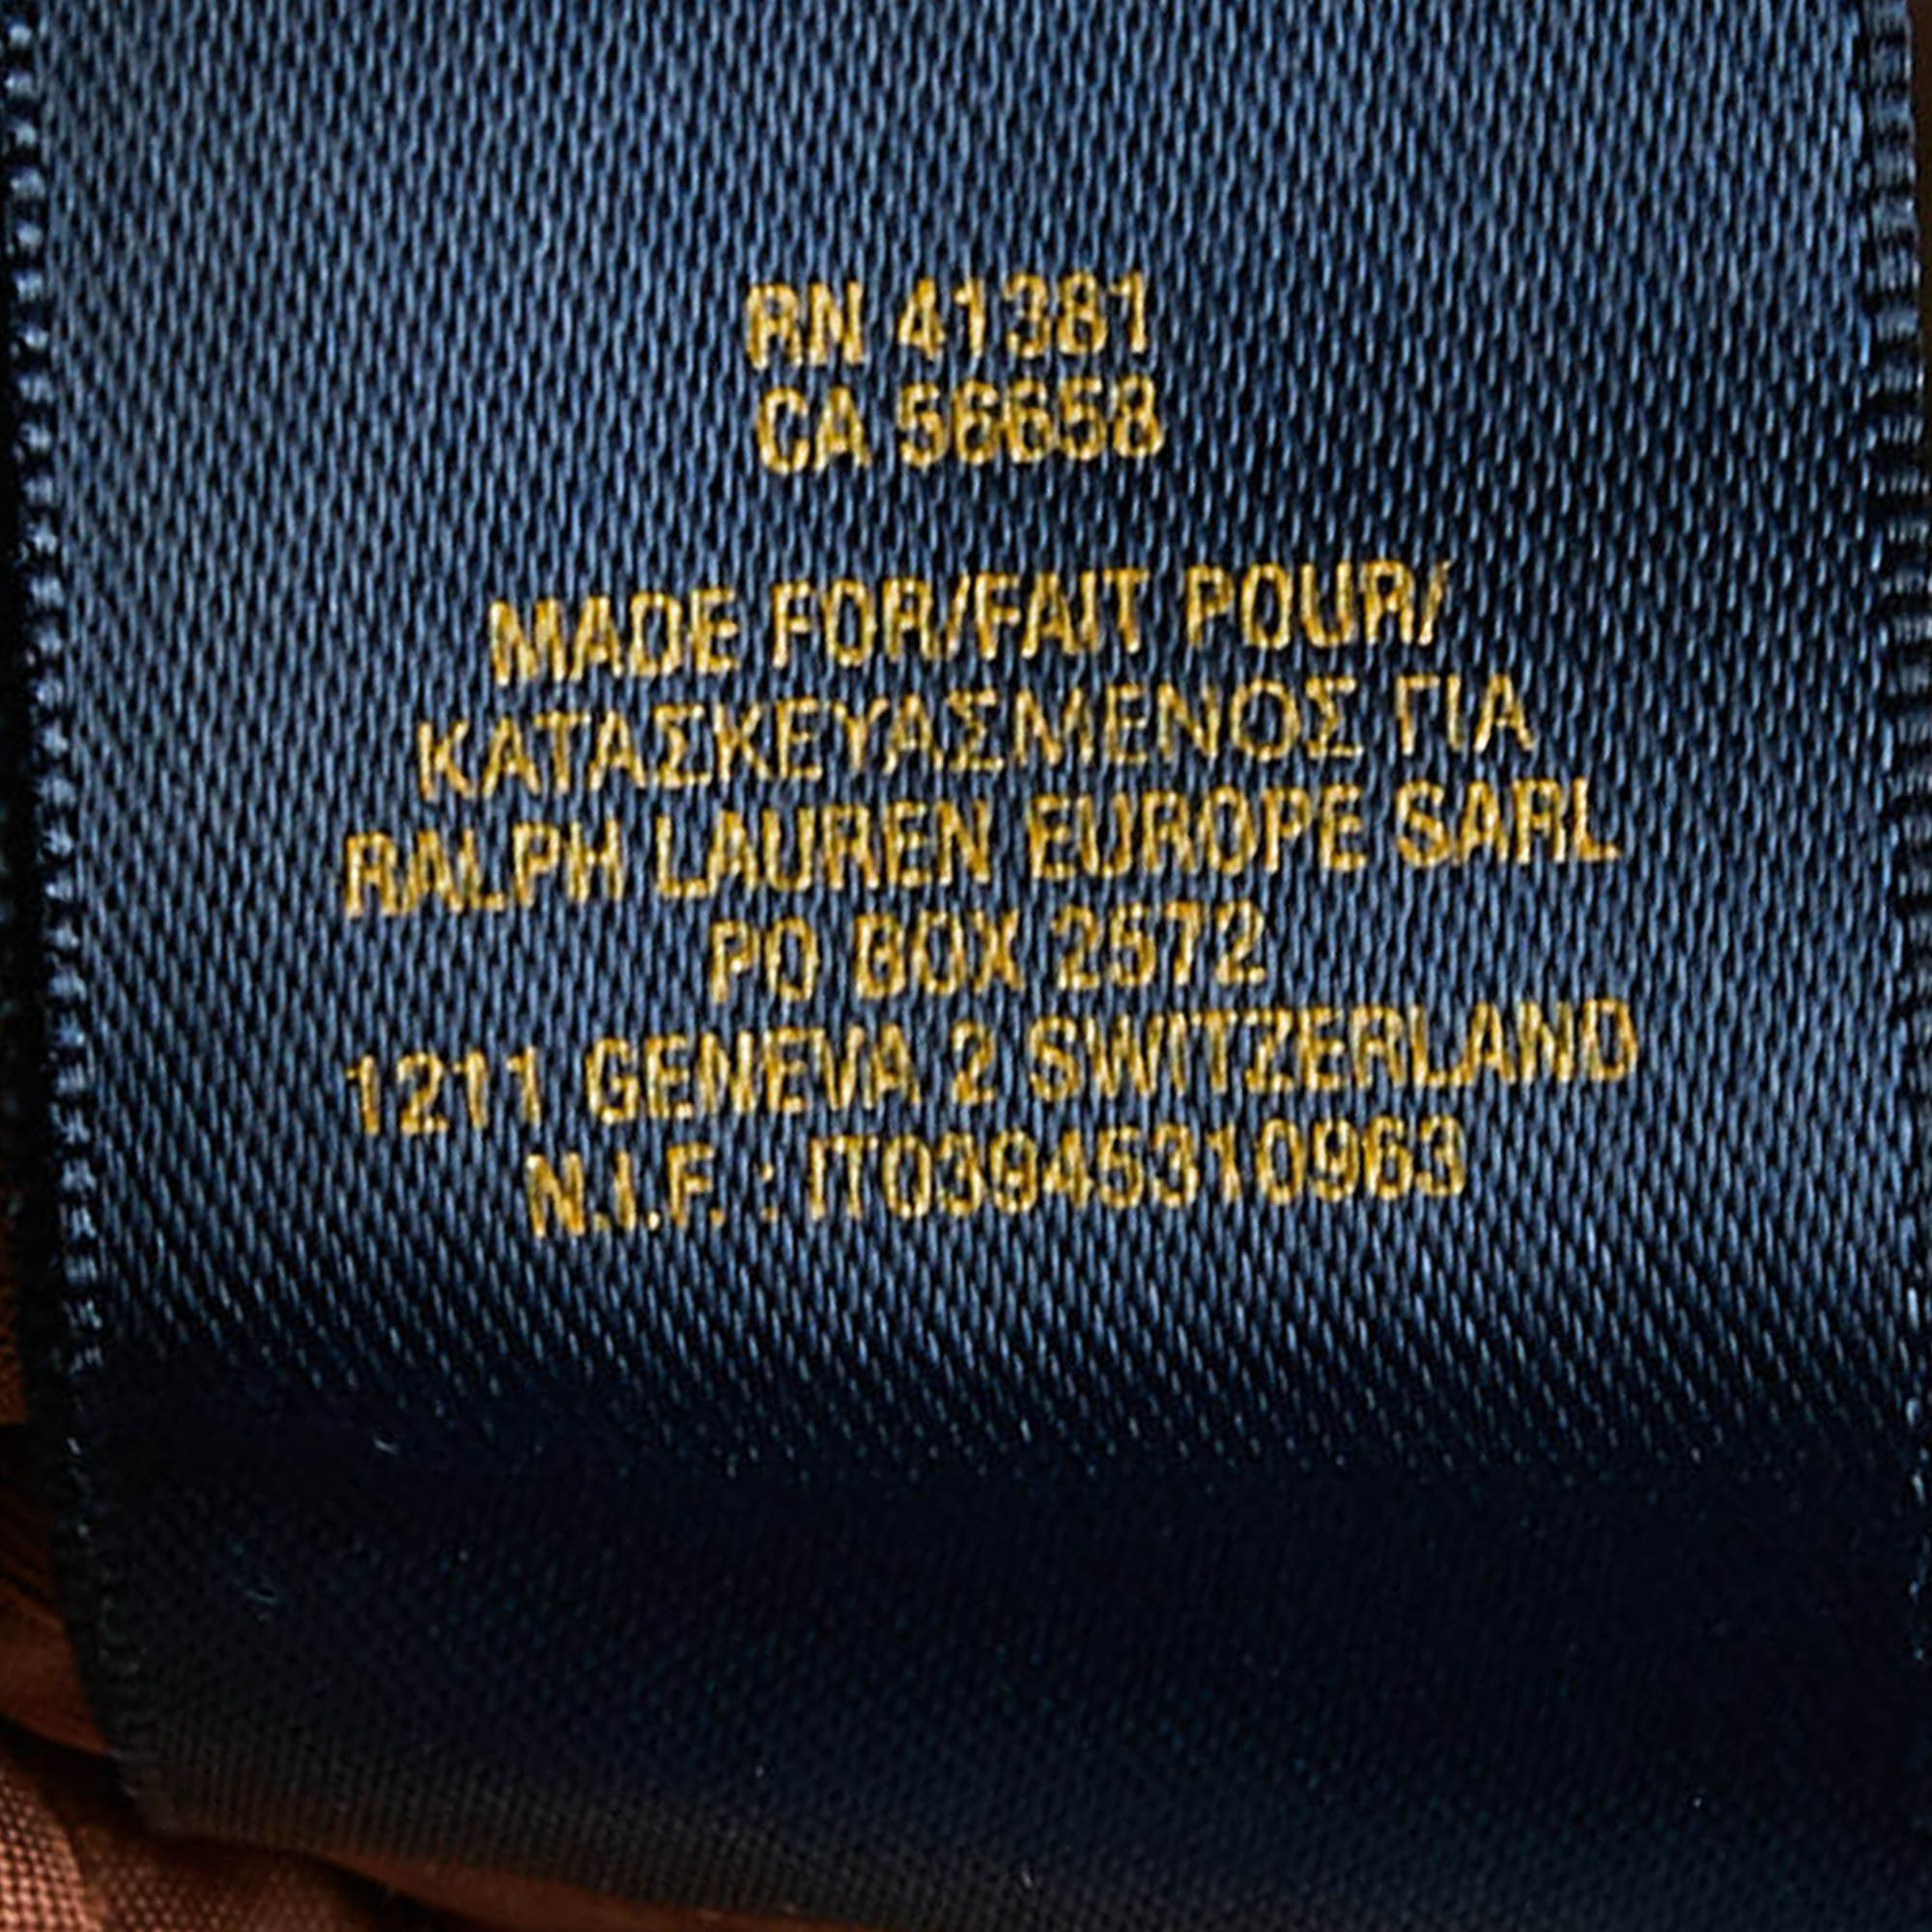 RN 41381
CA 56658
MADE FOR/FAIT POUR/
ΚΑΤΑΣΚΕΥΑΣΜΕΝΟΣ ΓΙΑ
RALPH LAUREN EUROPE SARL
PO BOX 2572
1211 GENEVA 2 SWITZERLAND
N.I.F. : IT03945310963